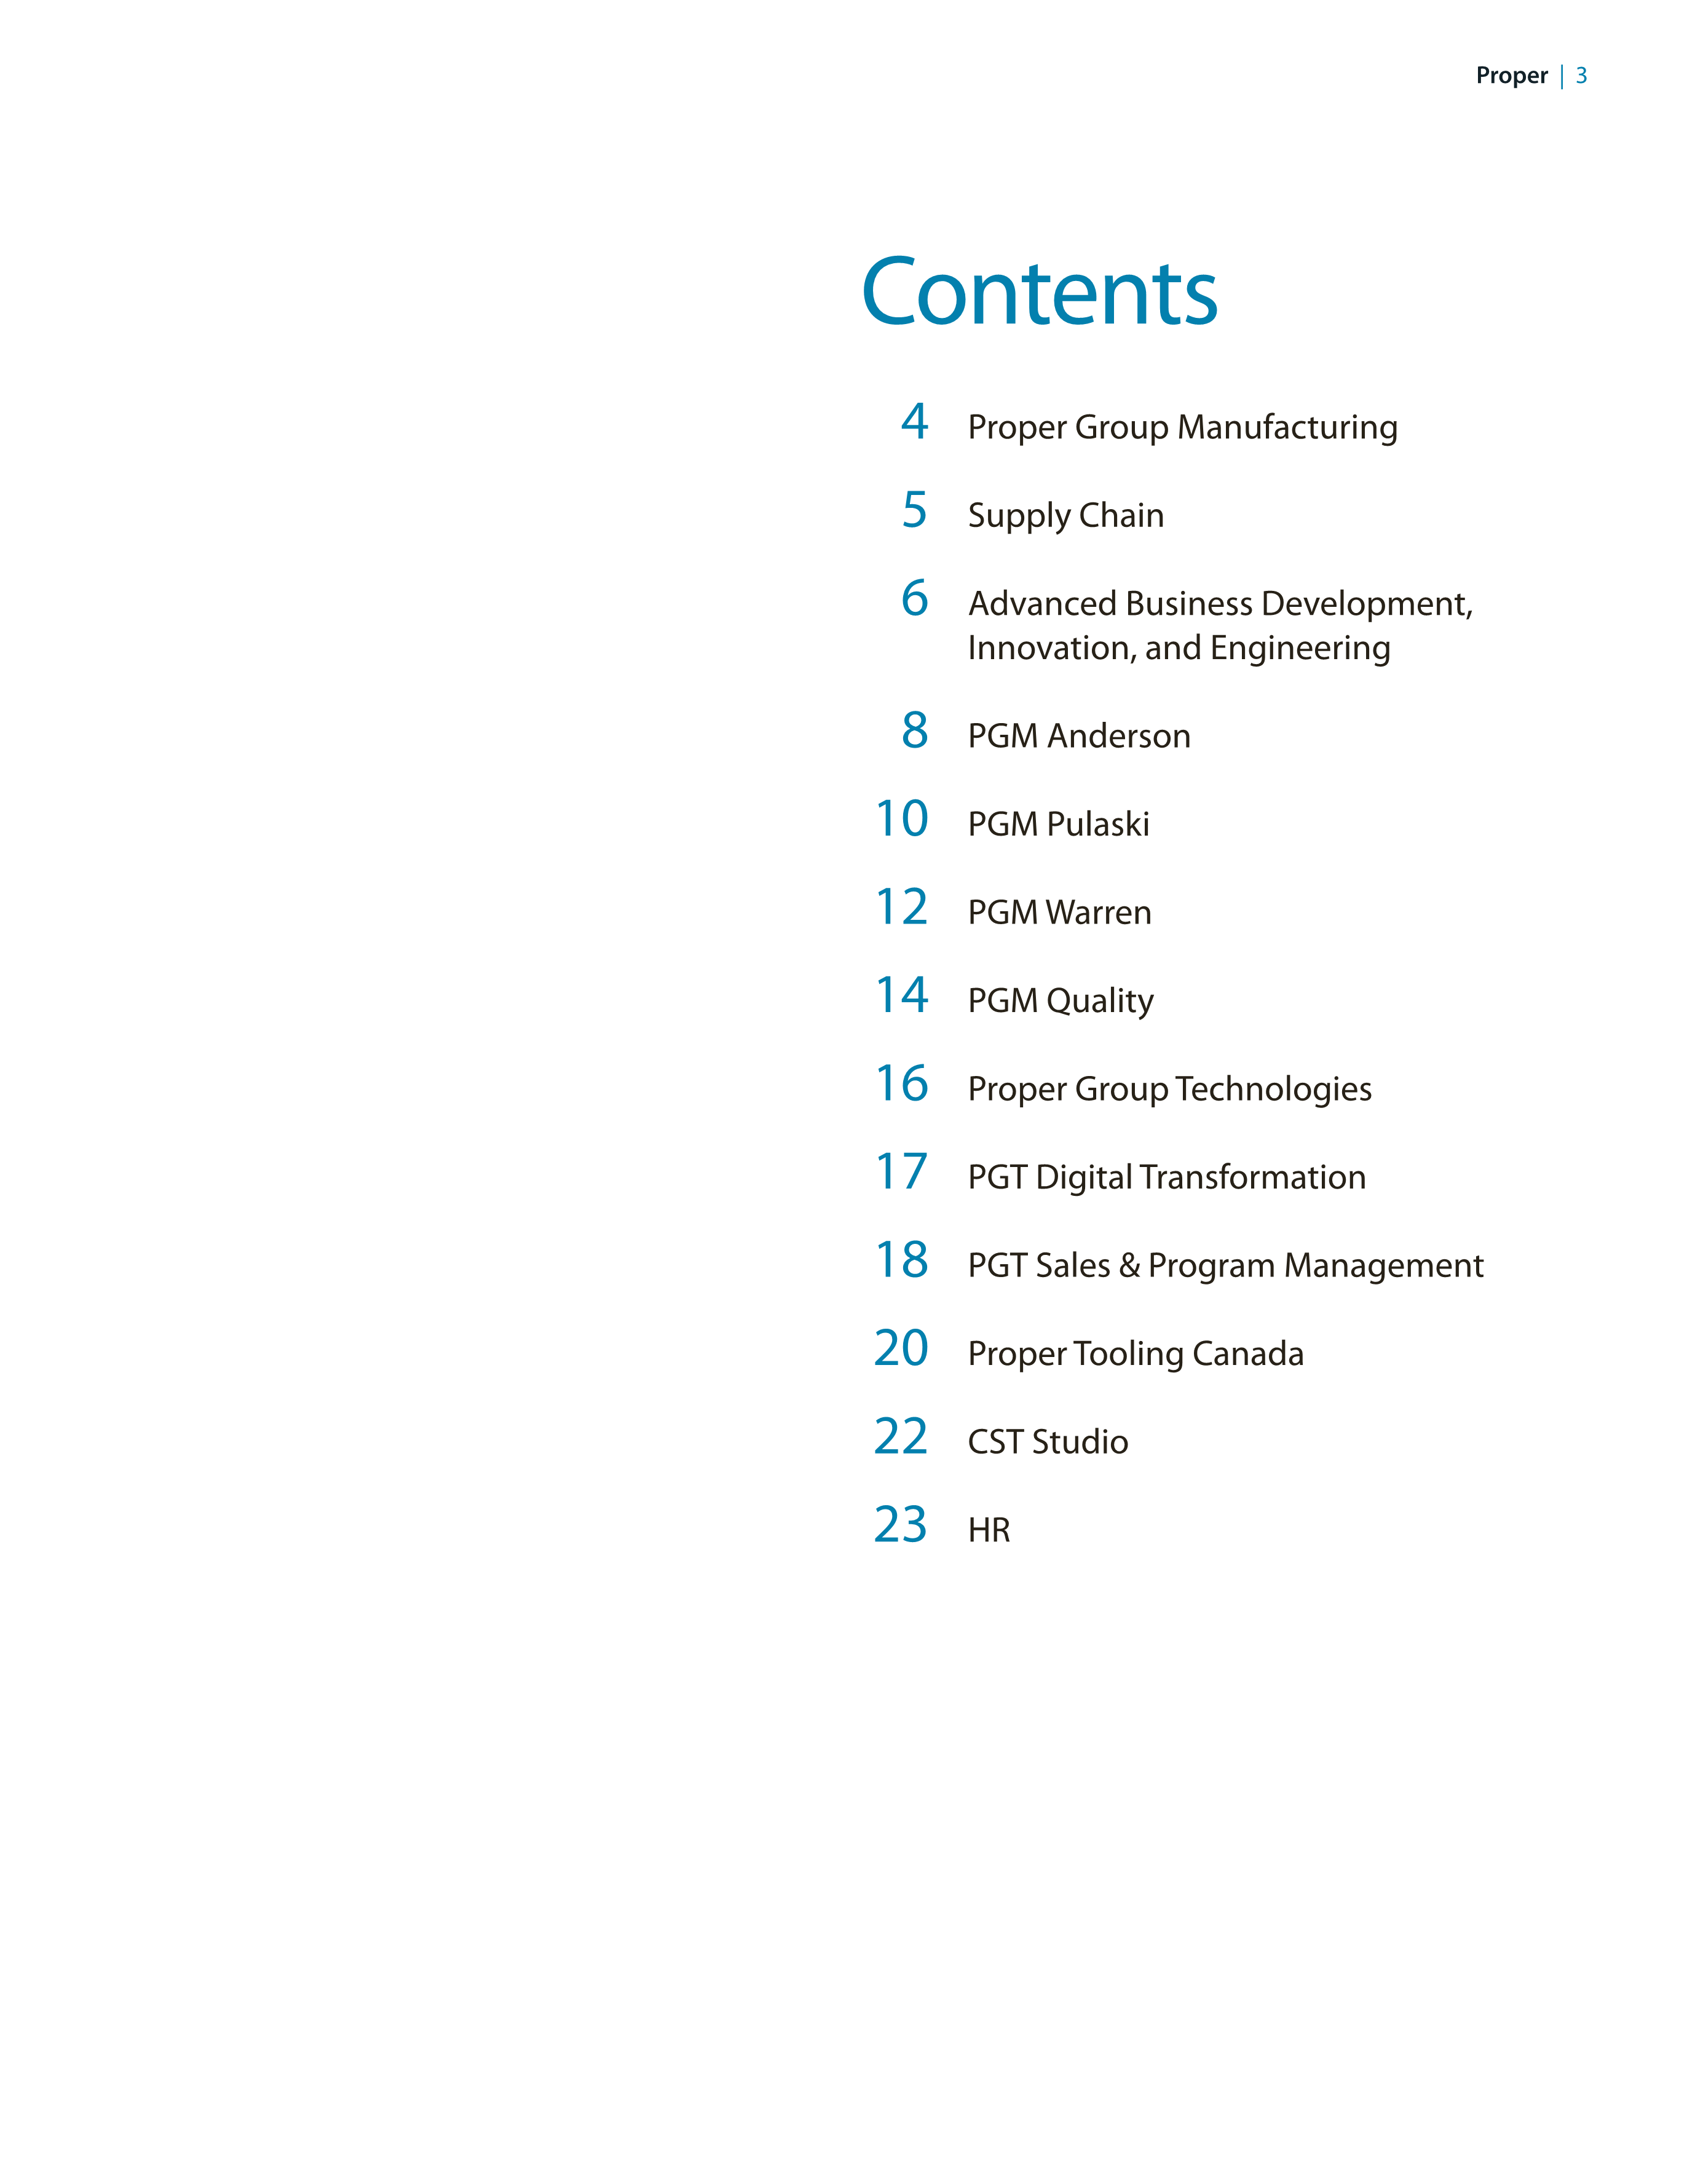 Proper | 3
Contents
4 Proper Group Manufacturing
5 Supply Chain
6 Advanced Business Development,
Innovation, and Engineering
8 PGM Anderson
10 PGM Pulaski
12 PGM Warren
14 PGM Quality
16 Proper Group Technologies
17 PGT Digital Transformation
18 PGT Sales & Program Management
20 Proper Tooling Canada
22 CST Studio
23 HR